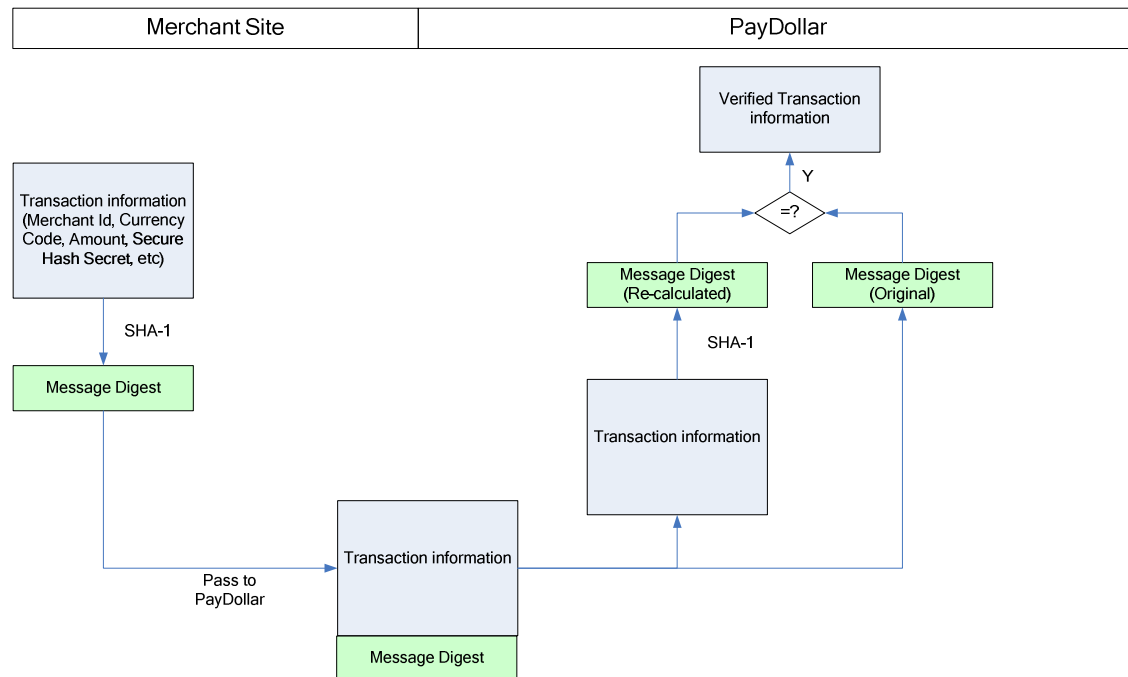 Merchant Site
PayDollar
Verified Transaction
information
Y
=?
Transaction information
(Merchant Id, Currency
Code, Amount, Secure
Hash Secret, etc)
Message Digest
(Re-calculated)
Message Digest
(Original)
SHA-1
SHA-1
Message Digest
Transaction information
Transaction information
Pass to
PayDollar
Message Digest